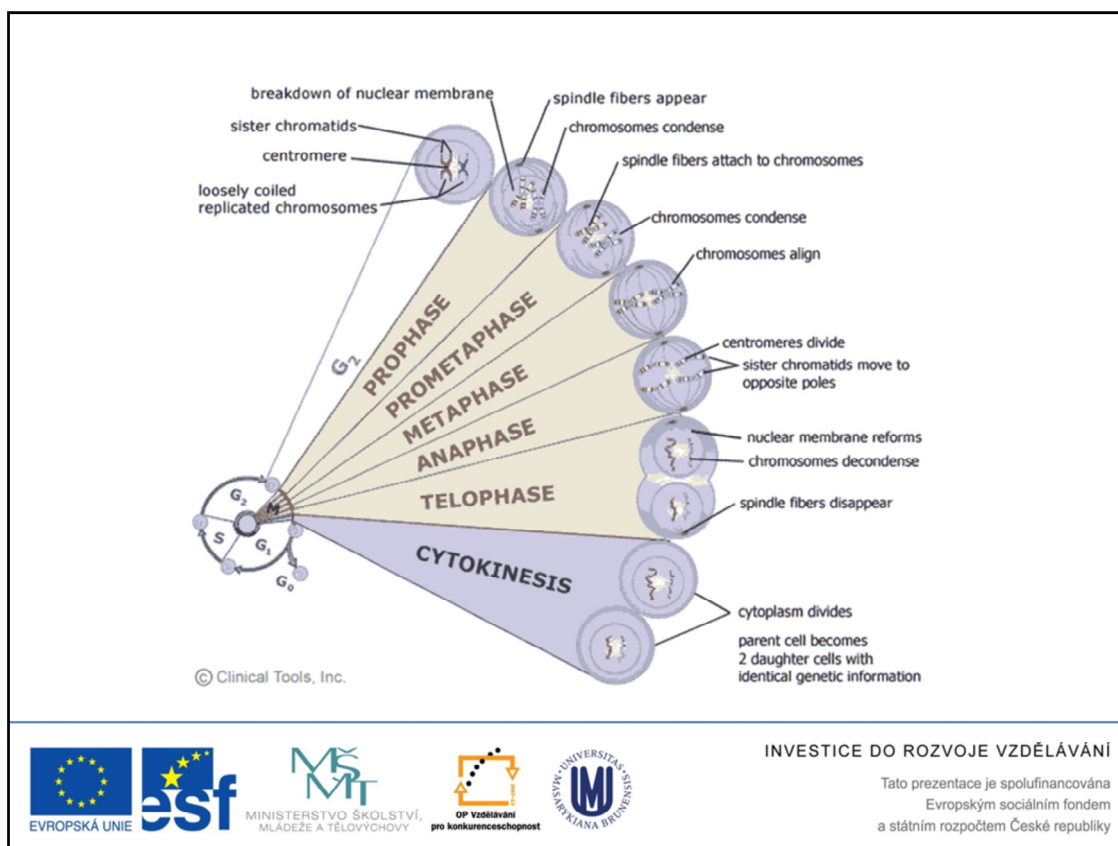 breakdown of nuclear membrane
spindle fibers appear
sister chromatids
chromosomes condense
centromere
spindle fibers attach to chromosomes
loosely coiled
replicated chromosomes
chromosomes condense
chromosomes align
G2
PROPHASE
PROMETAPHASE
METAPHASE
ANAPHASE
TELOPHASE
CYTOKINESIS
centromeres divide
sister chromatids move to
opposite poles
nuclear membrane reforms
chromosomes decondense
spindle fibers disappear
G2
M
S
G1
G0
cytoplasm divides
parent cell becomes
2 daughter cells with
identical genetic information
© Clinical Tools, Inc.
EVROPSKÁ UNIE
esf
MŠMT
MINISTERSTVO ŠKOLSTVÍ,
MLÁDEŽE A TĚLOVÝCHOVY
2007-13
OP Vzdělávání
pro konkurenceschopnost
UNIVERSITAS
MASARYKIANA BRUNENSIS
INVESTICE DO ROZVOJE VZDĚLÁVÁNÍ
Tato prezentace je spolufinancována
Evropským sociálním fondem
a státním rozpočtem České republiky